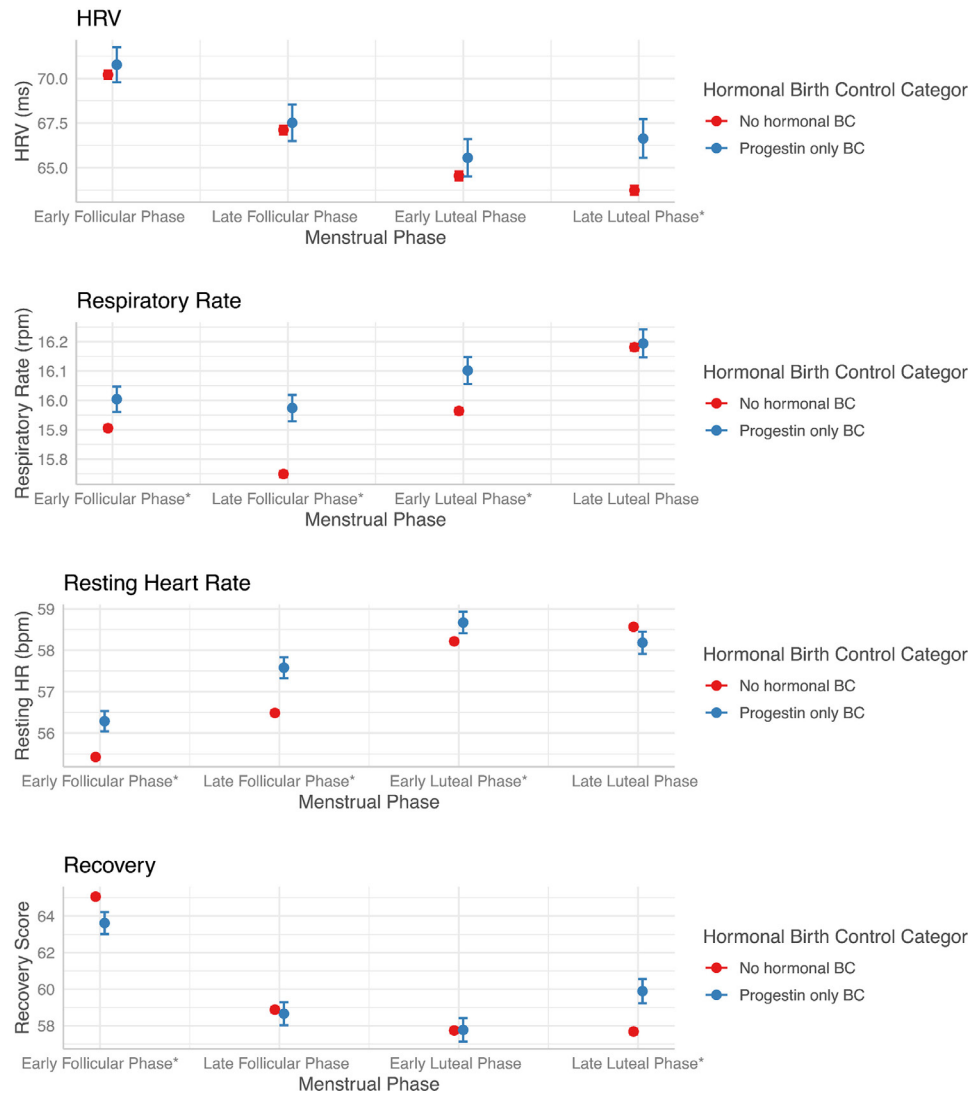 HRV
HRV (ms)
70.0
67.5
65.0
Early Follicular Phase Late Follicular Phase Early Luteal Phase Late Luteal Phase*
Menstrual Phase
Hormonal Birth Control Categor
No hormonal BC
Progestin only BC
Respiratory Rate
Respiratory Rate (rpm)
16.2
16.1
16.0
15.9
15.8
Early Follicular Phase* Late Follicular Phase* Early Luteal Phase* Late Luteal Phase
Menstrual Phase
Hormonal Birth Control Categor
No hormonal BC
Progestin only BC
Resting Heart Rate
Resting HR (bpm)
59
58
57
56
Early Follicular Phase* Late Follicular Phase* Early Luteal Phase* Late Luteal Phase
Menstrual Phase
Hormonal Birth Control Categor
No hormonal BC
Progestin only BC
Recovery
Recovery Score
64
62
60
58
Early Follicular Phase* Late Follicular Phase Early Luteal Phase Late Luteal Phase*
Menstrual Phase
Hormonal Birth Control Categor
No hormonal BC
Progestin only BC